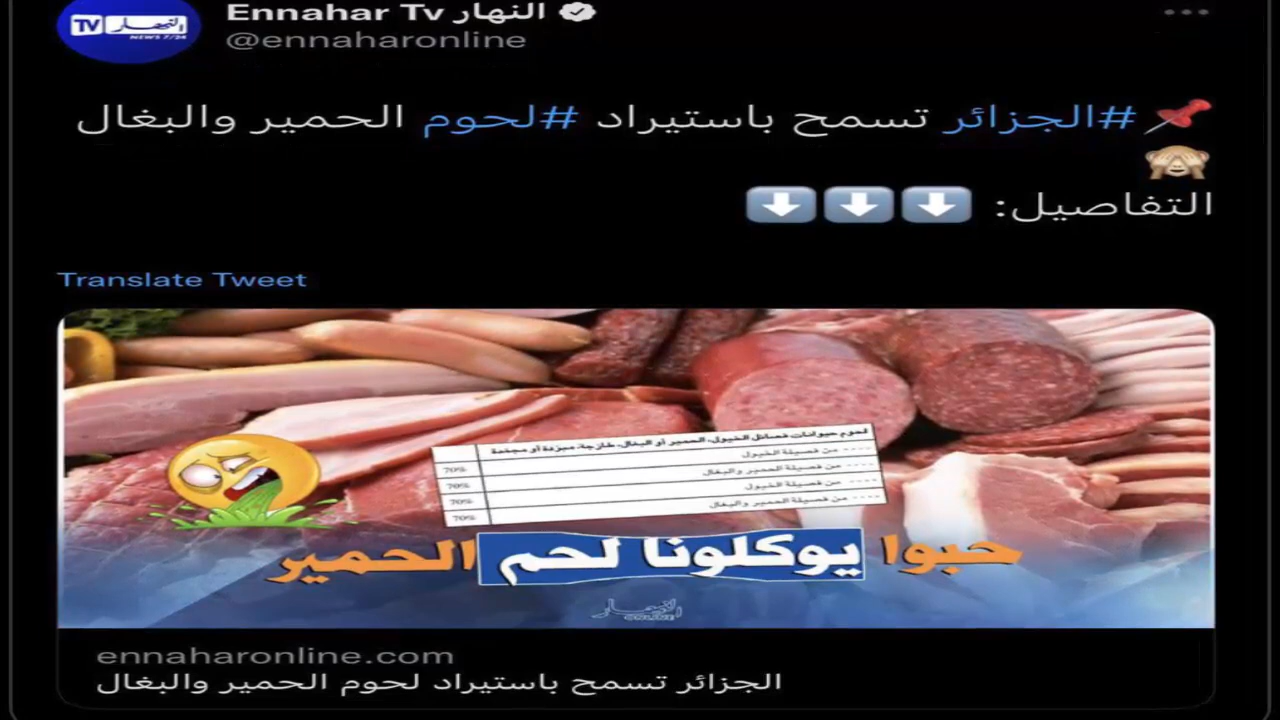 Ennahar Tv النهار
@ennaharonline
#الجزائر تسمح باستيراد #لحوم الحمير والبغال
التفاصيل:
Translate Tweet
لحوم حيوانات فصائل الخيول، الحمير أو البغال، طازجة، مبردة أو مجمدة
- - - - من فصيلة الخيول 70%
- - - - من فصيلة الحمير والبغال 70%
- - - - من فصيلة الخيول 70%
- - - - من فصيلة الحمير والبغال 70%
حبوا يوكلونا لحم الحمير
النهار
ONLINE
ennaharonline.com
الجزائر تسمح باستيراد لحوم الحمير والبغال